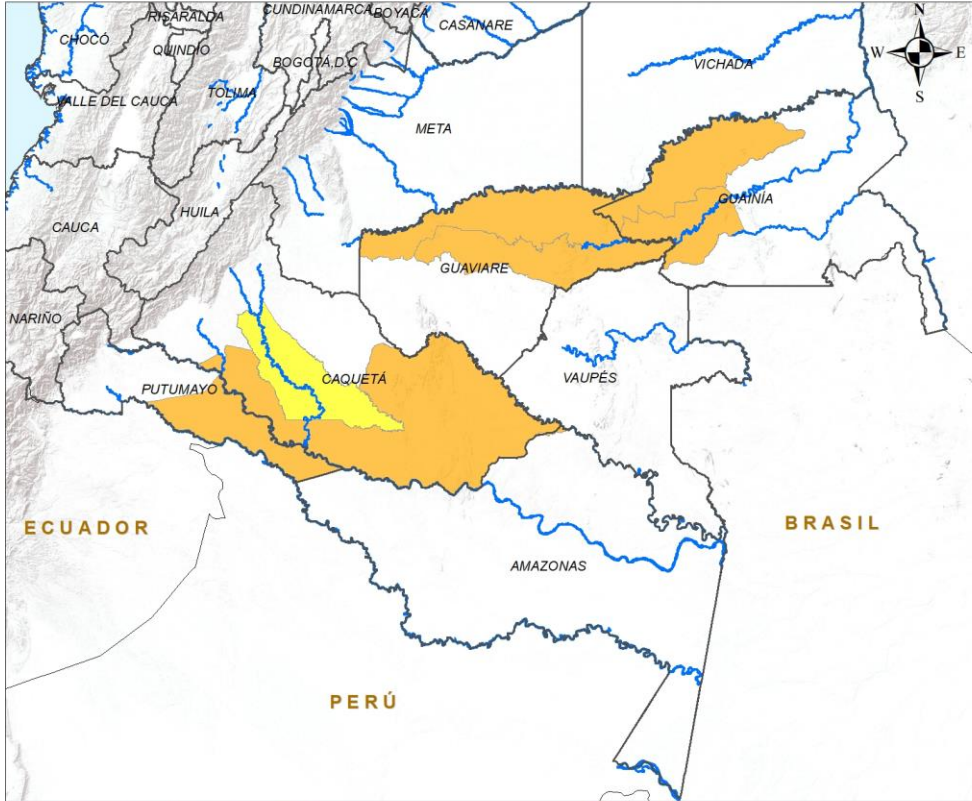 CUNDINAMARCA
BOYACÁ
N
RISARALDA
CASANARE
CHOCÓ
QUINDÍO
W
E
BOGOTÁ,D.C
VICHADA
TOLIMA
S
VALLE DEL CAUCA
META
GUAINÍA
HUILA
CAUCA
GUAVIARE
NARIÑO
CAQUETÁ
VAUPÉS
PUTUMAYO
ECUADOR
BRASIL
AMAZONAS
PERÚ